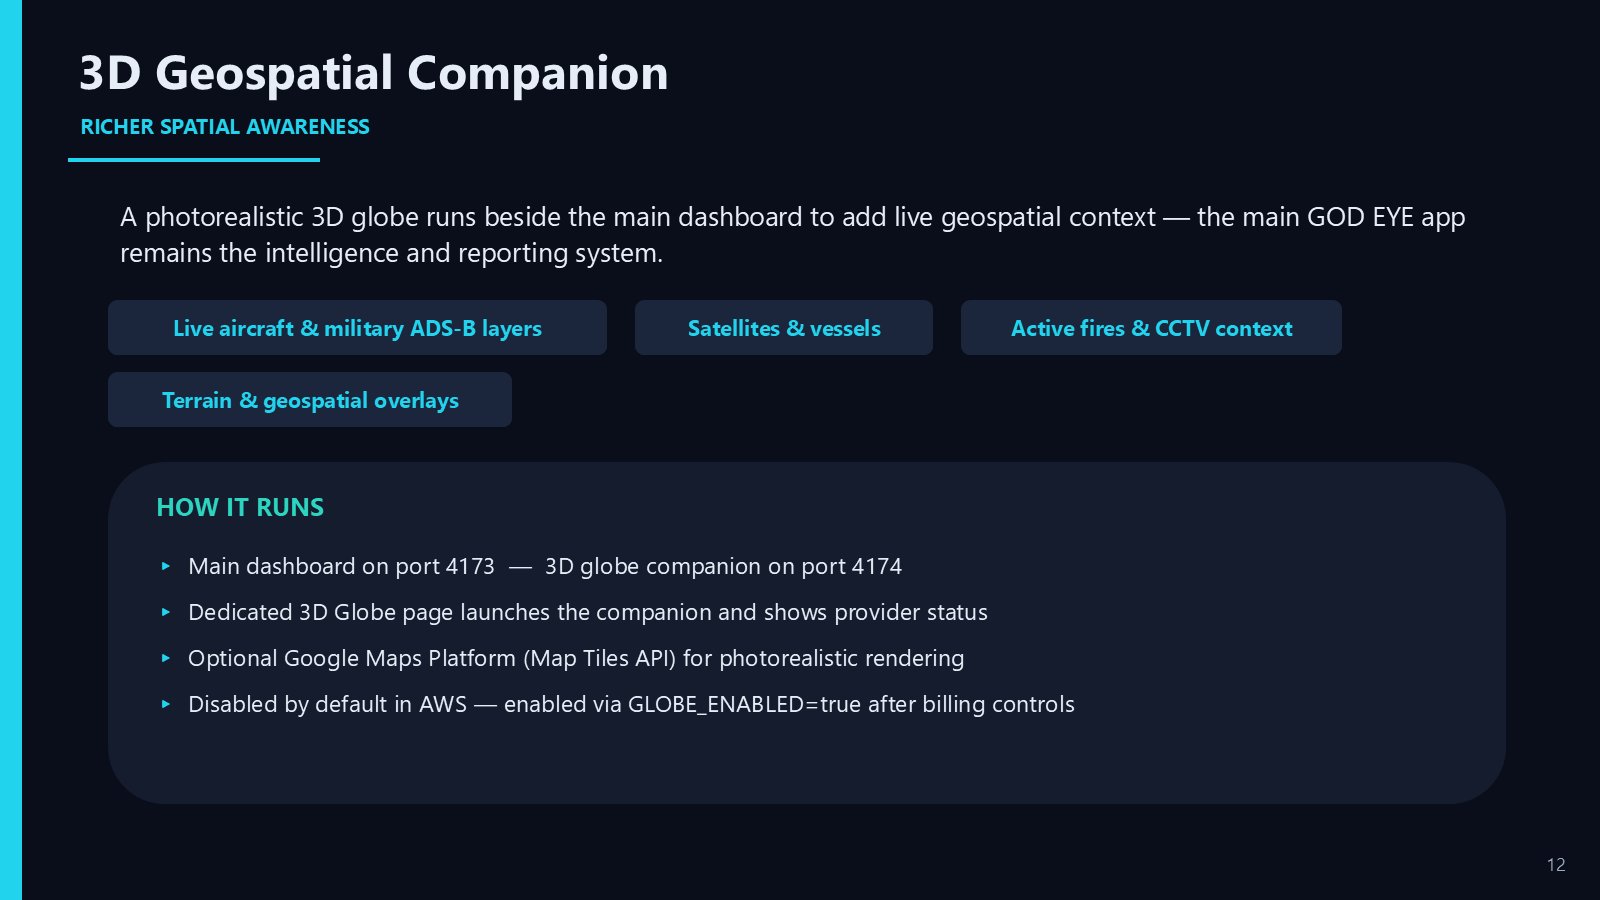 3D Geospatial Companion
RICHER SPATIAL AWARENESS
A photorealistic 3D globe runs beside the main dashboard to add live geospatial context — the main GOD EYE app
remains the intelligence and reporting system.
Live aircraft & military ADS-B layers
Satellites & vessels
Active fires & CCTV context
Terrain & geospatial overlays
HOW IT RUNS
▸ Main dashboard on port 4173 — 3D globe companion on port 4174
▸ Dedicated 3D Globe page launches the companion and shows provider status
▸ Optional Google Maps Platform (Map Tiles API) for photorealistic rendering
▸ Disabled by default in AWS — enabled via GLOBE_ENABLED=true after billing controls
12